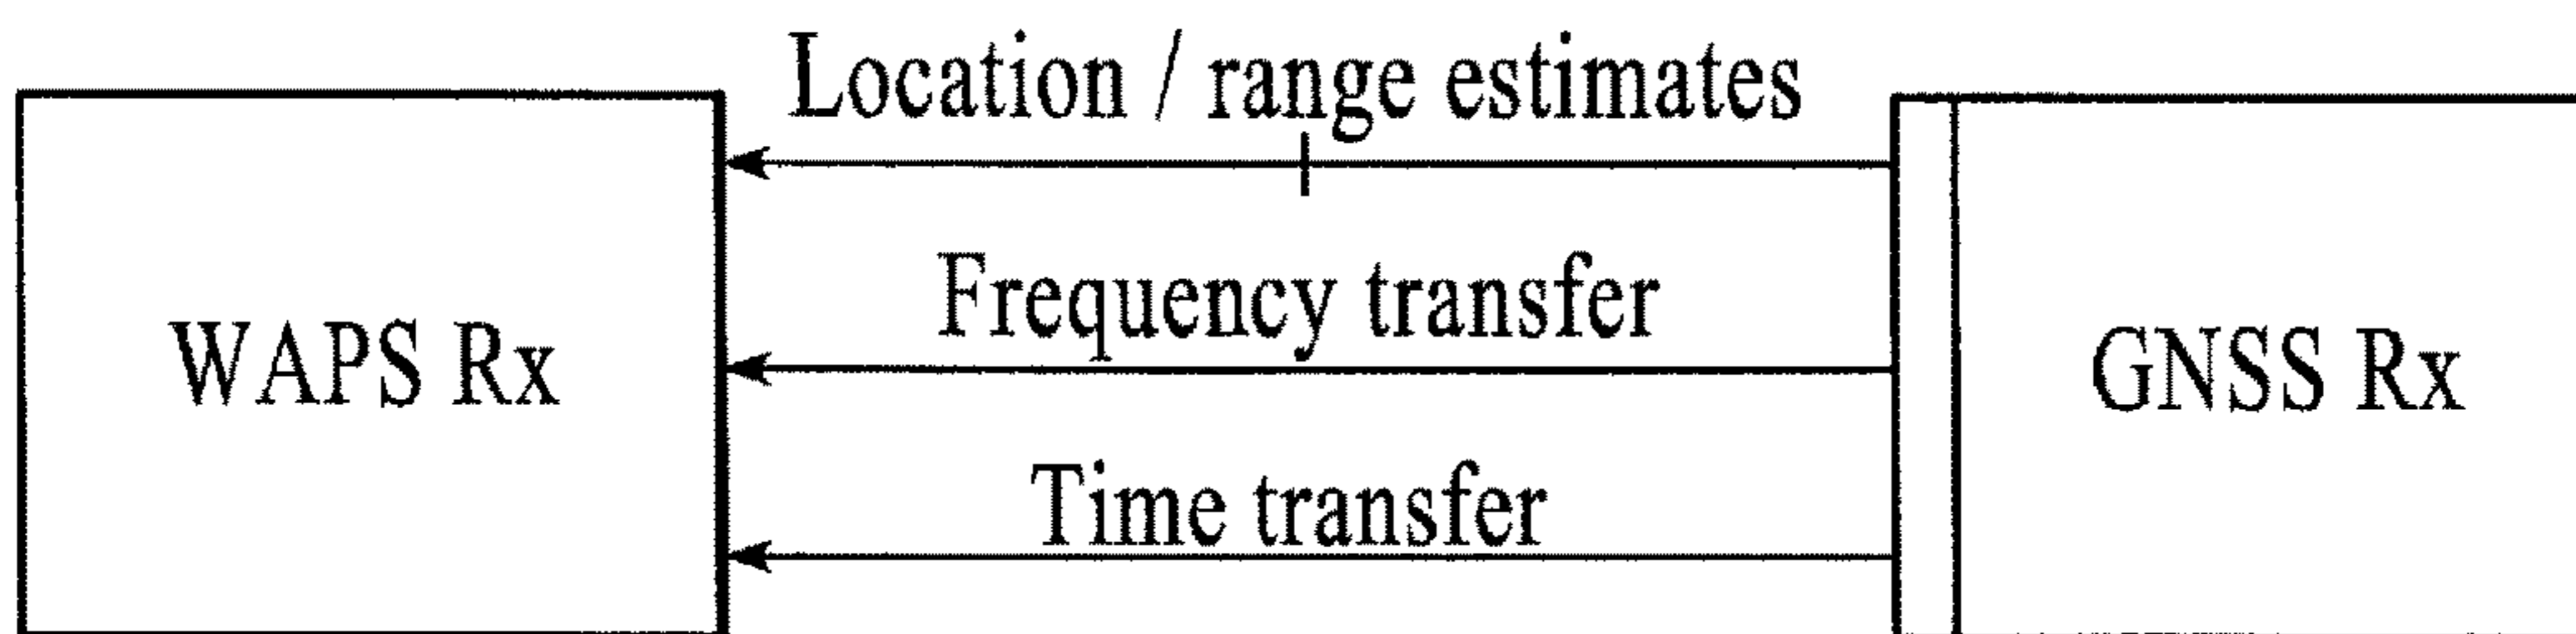 Location / range estimates
Frequency transfer
WAPS Rx
GNSS Rx
Time transfer